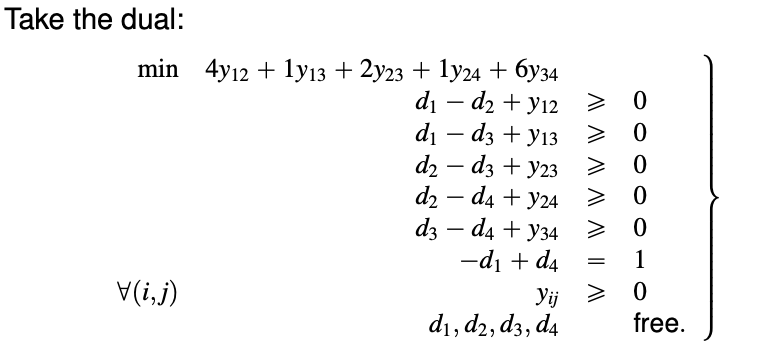 Take the dual:
min 4y₁₂ + 1y₁₃ + 2y₂₃ + 1y₂₄ + 6y₃₄
d₁ − d₂ + y₁₂ ⩾ 0
d₁ − d₃ + y₁₃ ⩾ 0
d₂ − d₃ + y₂₃ ⩾ 0
d₂ − d₄ + y₂₄ ⩾ 0
d₃ − d₄ + y₃₄ ⩾ 0
−d₁ + d₄ = 1
∀(i,j) yᵢⱼ ⩾ 0
d₁, d₂, d₃, d₄ free.